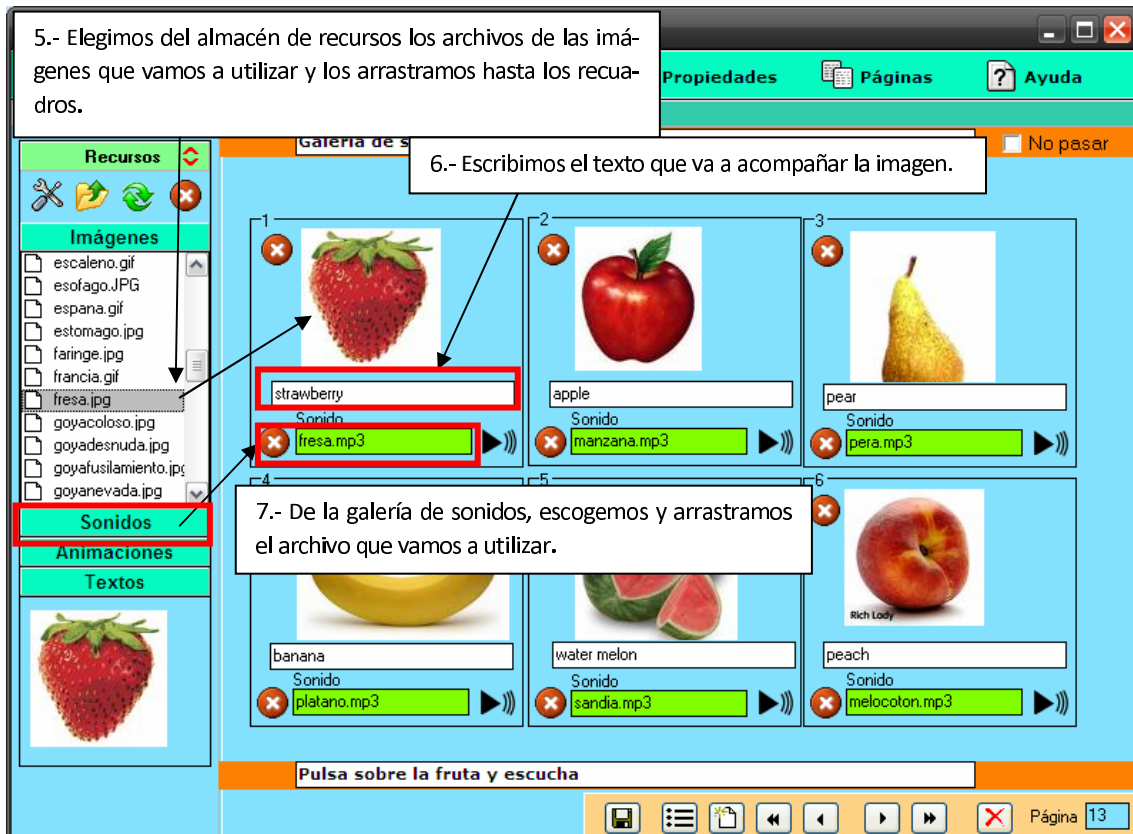 5.- Elegimos del almacén de recursos los archivos de las imá-
genes que vamos a utilizar y los arrastramos hasta los recua-
dros.
Propiedades
Páginas
Ayuda
Galería de s
No pasar
6.- Escribimos el texto que va a acompañar la imagen.
Recursos
Imágenes
escaleno.gif
esofago.JPG
espana.gif
estomago.jpg
faringe.jpg
francia.gif
fresa.jpg
goyacoloso.jpg
goyadesnuda.jpg
goyafusilamiento.jpg
goyanevada.jpg
Sonidos
Animaciones
Textos
1
strawberry
Sonido
fresa.mp3
2
apple
Sonido
manzana.mp3
3
pear
Sonido
pera.mp3
7.- De la galería de sonidos, escogemos y arrastramos
el archivo que vamos a utilizar.
4
banana
Sonido
platano.mp3
5
water melon
Sonido
sandia.mp3
6
Rich Lady
peach
Sonido
melocoton.mp3
Pulsa sobre la fruta y escucha
Página 13